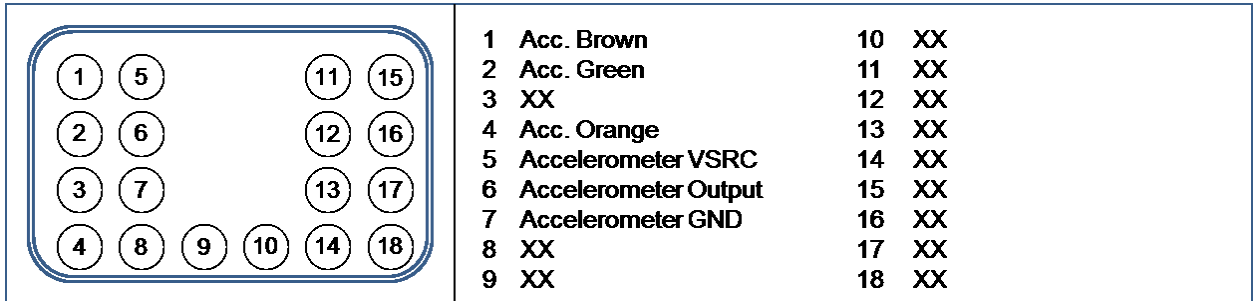 1 5 11 15
2 6 12 16
3 7 13 17
4 8 9 10 14 18
1 Acc. Brown 10 XX
2 Acc. Green 11 XX
3 XX 12 XX
4 Acc. Orange 13 XX
5 Accelerometer VSRC 14 XX
6 Accelerometer Output 15 XX
7 Accelerometer GND 16 XX
8 XX 17 XX
9 XX 18 XX